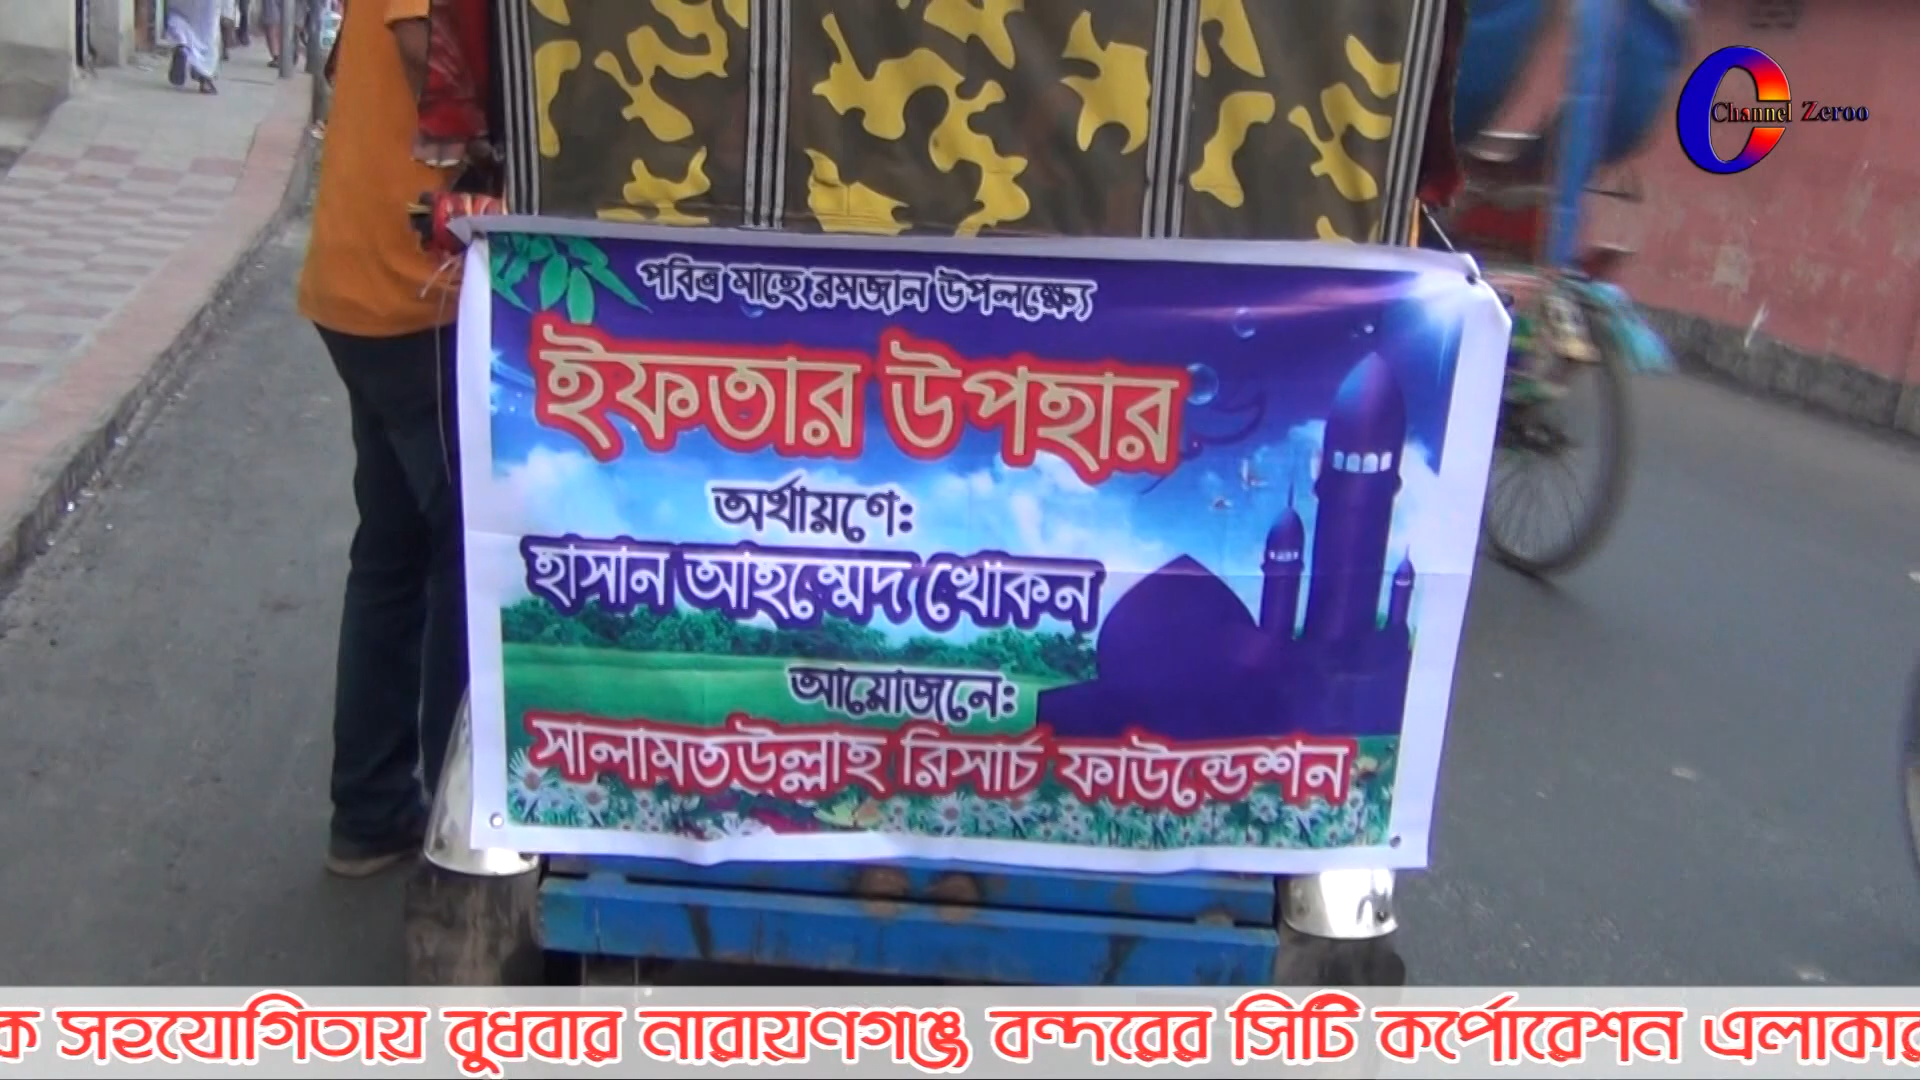 Channel Zeroo
পবিত্র মাহে রমজান উপলক্ষ্যে
ইফতার উপহার
অর্থায়ণে:
হাসান আহম্মেদ খোকন
আয়োজনে:
সালামতউল্লাহ রিসার্চ ফাউন্ডেশন
ক সহযোগিতায় বুধবার নারায়ণগঞ্জ বন্দরের সিটি কর্পোরেশন এলাকার